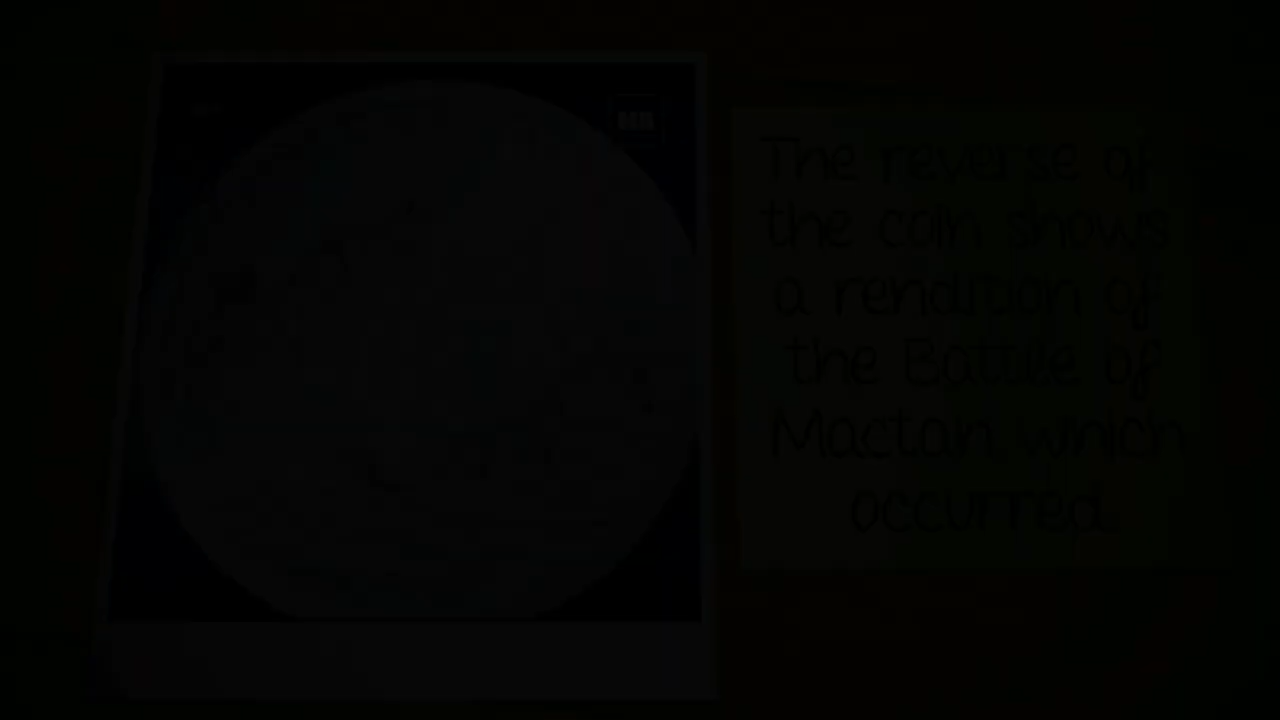 The reverse of
the coin shows
a rendition of
the Battle of
Mactan which
occurred